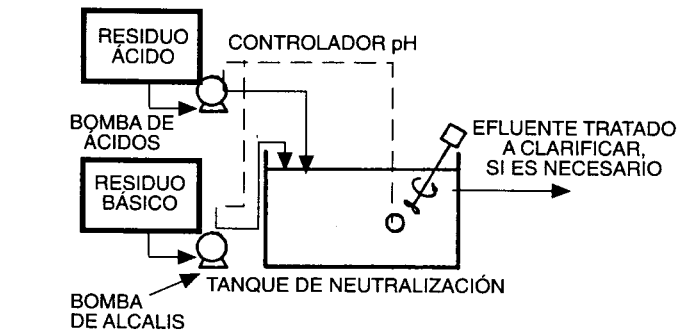 RESIDUO
ÁCIDO
CONTROLADOR pH
BOMBA DE
ÁCIDOS
EFLUENTE TRATADO
A CLARIFICAR,
SI ES NECESARIO
RESIDUO
BÁSICO
TANQUE DE NEUTRALIZACIÓN
BOMBA
DE ALCALIS